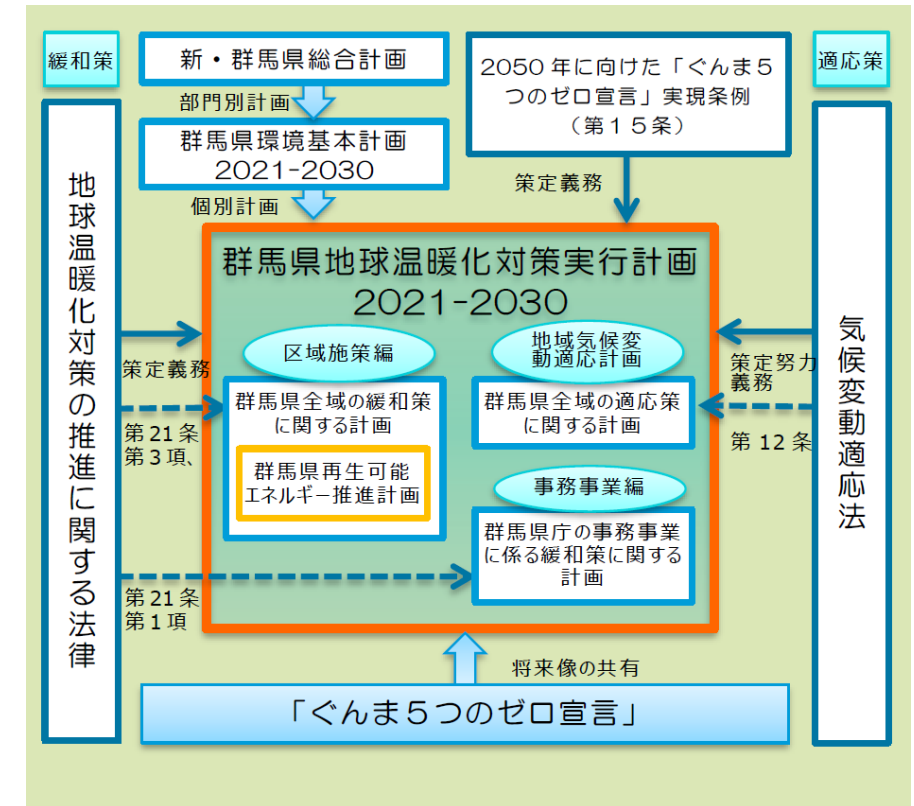 緩和策
新・群馬県総合計画
2050年に向けた「ぐんま5
つのゼロ宣言」実現条例
（第15条）
適応策
部門別計画
群馬県環境基本計画
2021-2030
策定義務
個別計画
地球温暖化対策の推進に関する法律
群馬県地球温暖化対策実行計画
2021-2030
気候変動適応法
区域施策編
地域気候変
動適応計画
策定義務
策定努力
義務
群馬県全域の緩和策
に関する計画
群馬県全域の適応策
に関する計画
第21条
第3項、
第12条
群馬県再生可能
エネルギー推進計画
事務事業編
群馬県庁の事務事業
に係る緩和策に関する
計画
第21条
第1項
将来像の共有
「ぐんま5つのゼロ宣言」